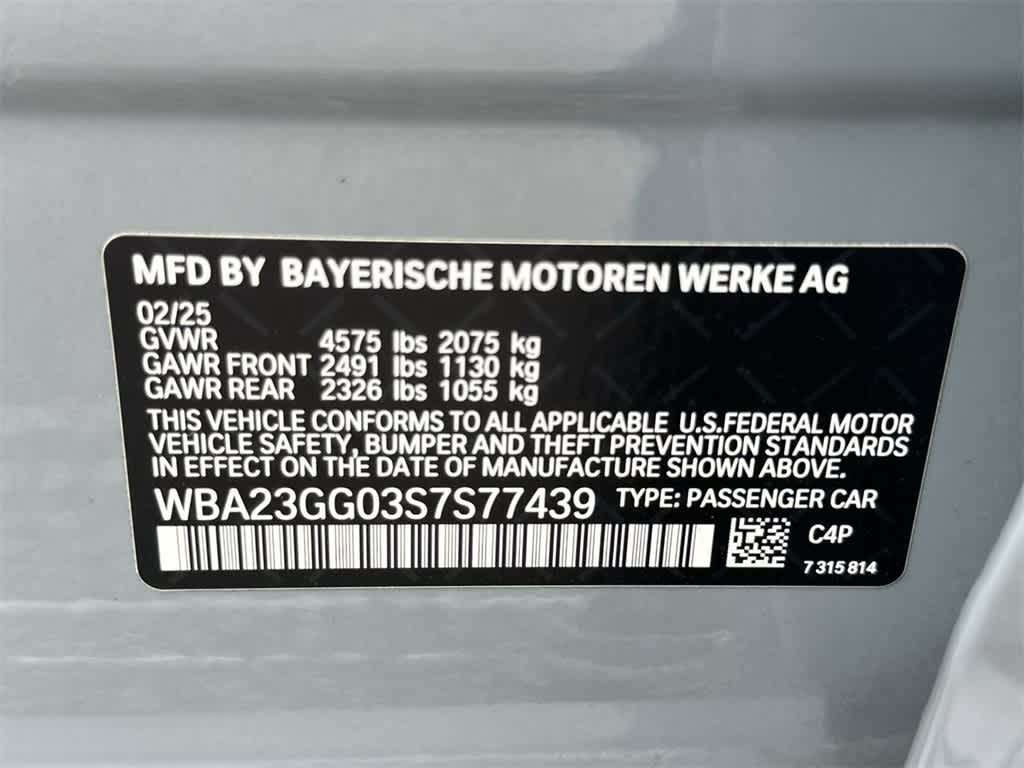 MFD BY BAYERISCHE MOTOREN WERKE AG
02/25
GVWR 4575 lbs 2075 kg
GAWR FRONT 2491 lbs 1130 kg
GAWR REAR 2326 lbs 1055 kg
THIS VEHICLE CONFORMS TO ALL APPLICABLE U.S.FEDERAL MOTOR
VEHICLE SAFETY, BUMPER AND THEFT PREVENTION STANDARDS
IN EFFECT ON THE DATE OF MANUFACTURE SHOWN ABOVE.
WBA23GG03S7S77439 TYPE: PASSENGER CAR
C4P
7 315 814